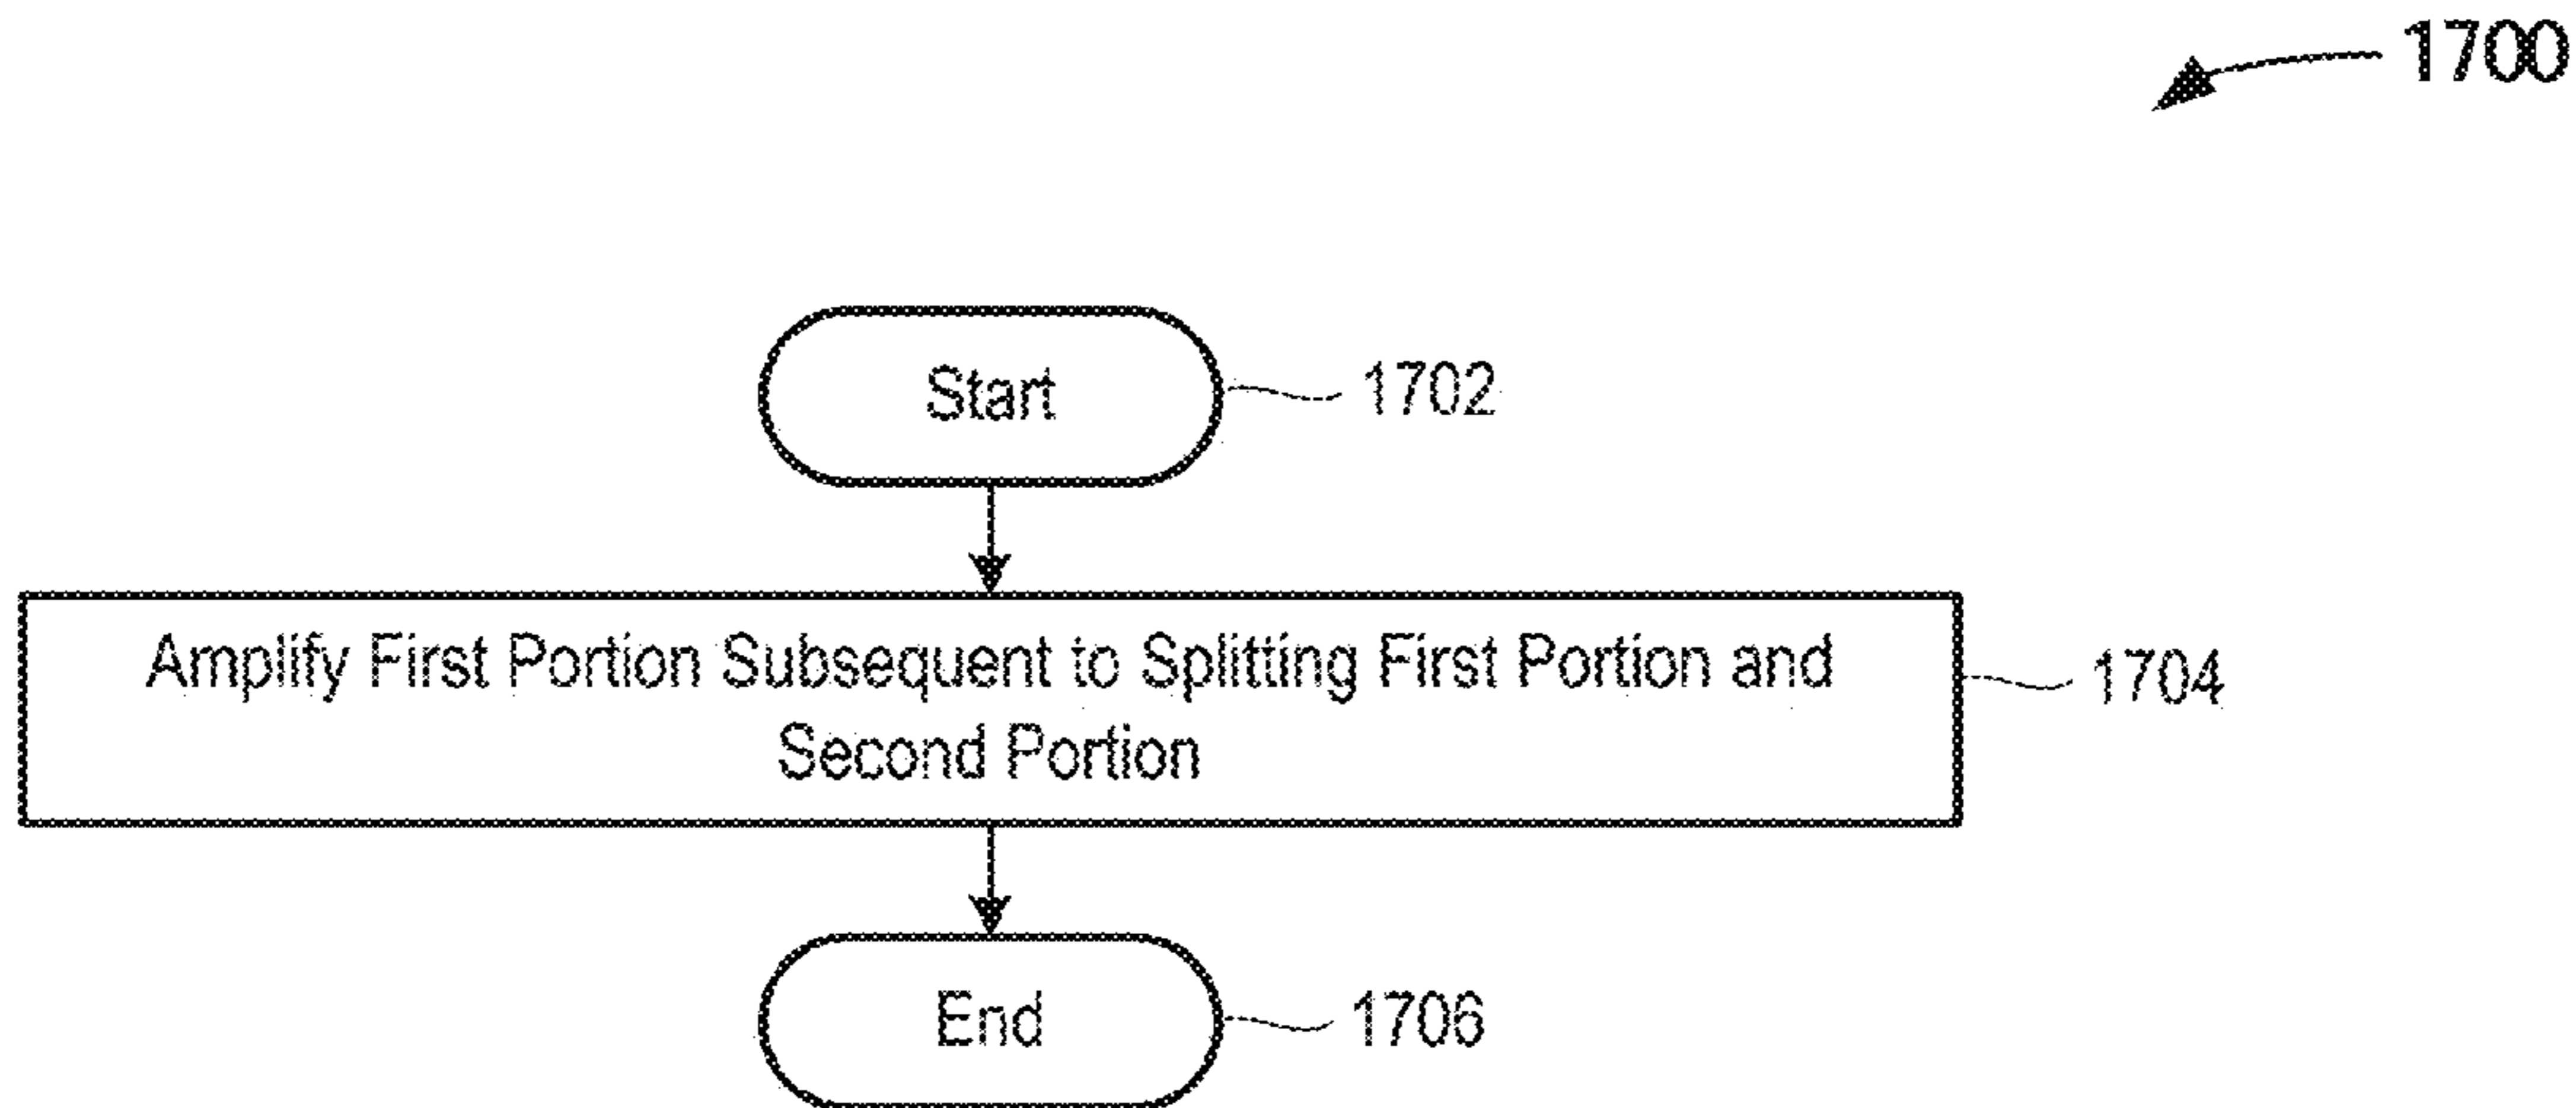 1700
Start
1702
Amplify First Portion Subsequent to Splitting First Portion and
Second Portion
1704
End
1706